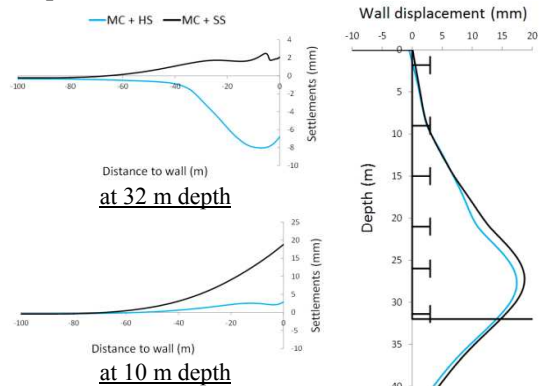 MC + HS MC + SS
4
2
0
-2
-4
-6
-8
-10
-100 -80 -60 -40 -20 0
Settlements (mm)
Distance to wall (m)
at 32 m depth
25
20
15
10
5
0
-5
-10
-100 -80 -60 -40 -20 0
Settlements (mm)
Distance to wall (m)
at 10 m depth
Wall displacement (mm)
-10 -5 0 5 10 15 20
0
5
10
15
20
25
30
35
40
Depth (m)